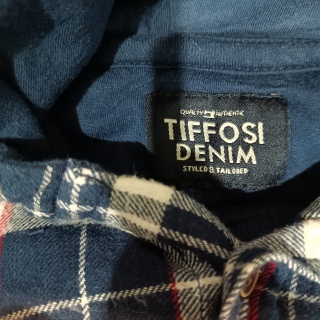 QUALITY AUTHENTIC
TIFFOSI
DENIM
STYLED & TAILORED